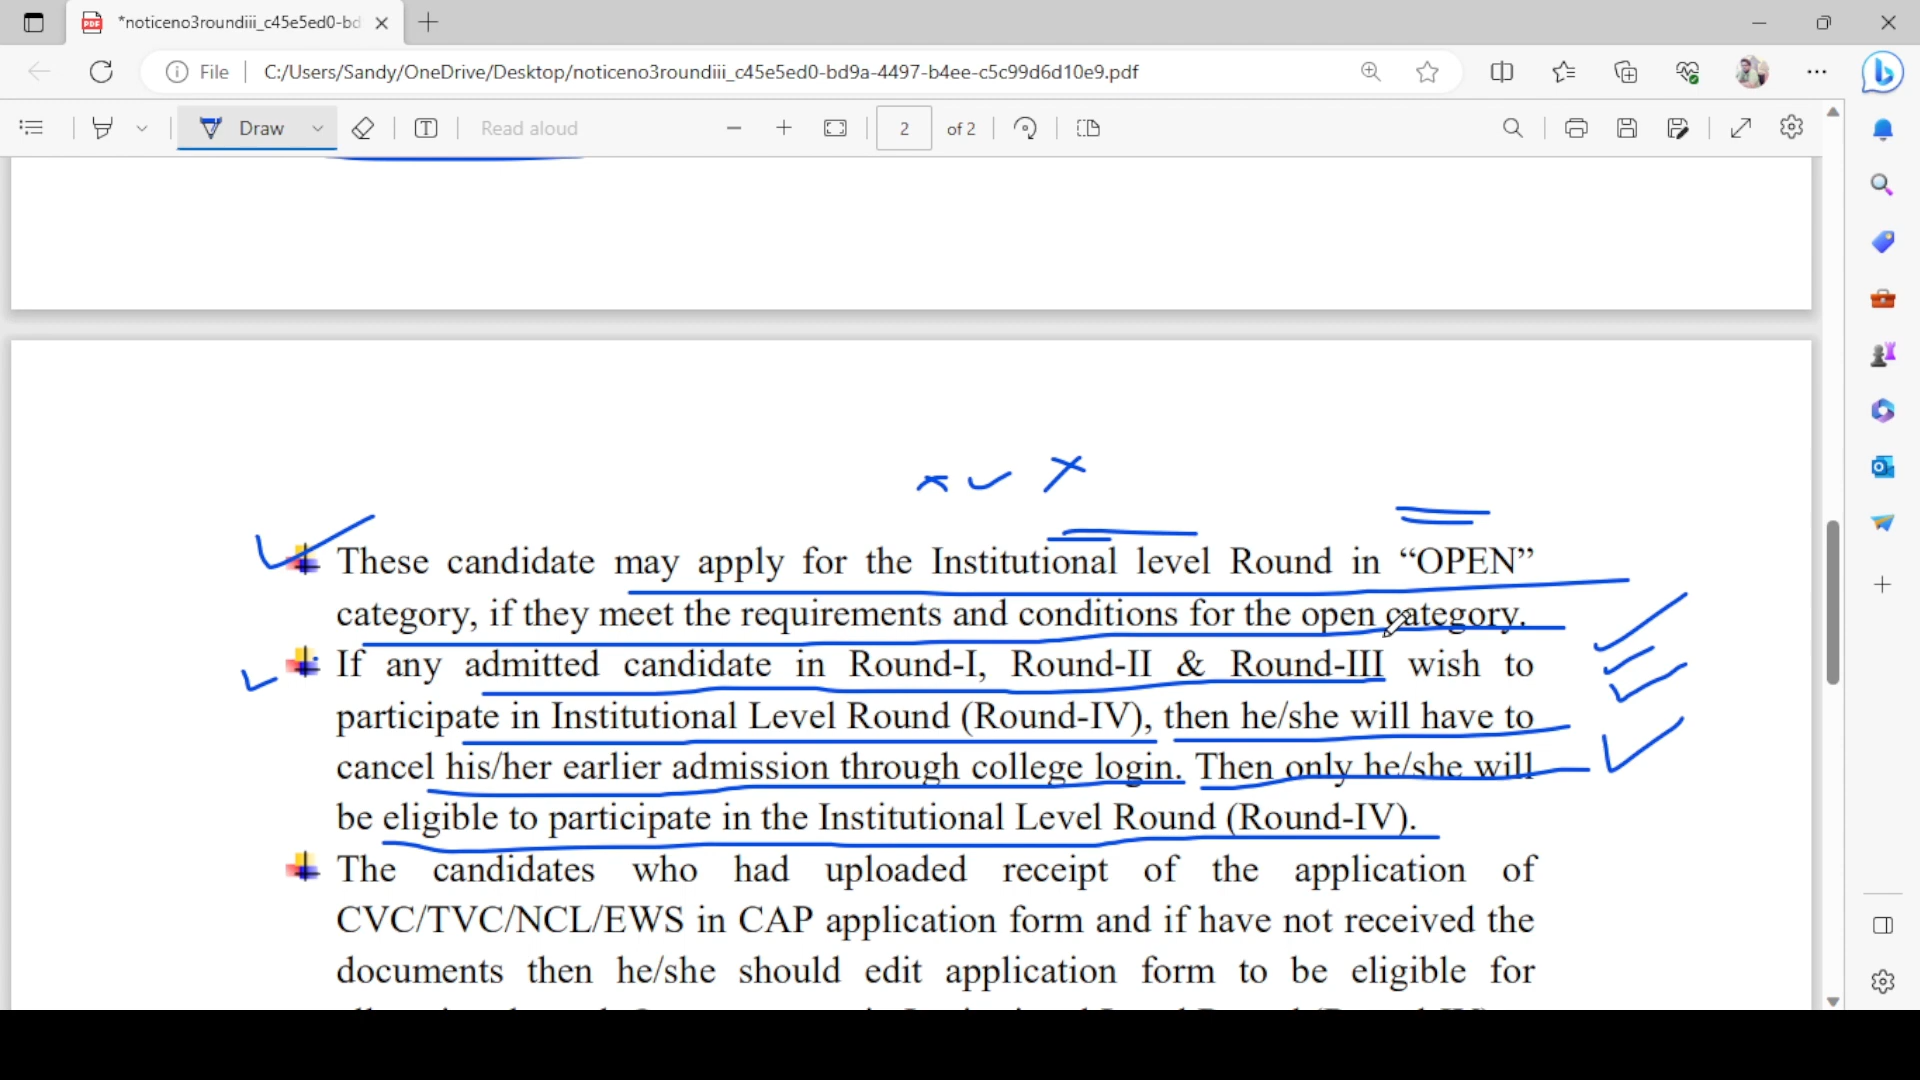 *noticeno3roundiii_c45e5ed0-bd
File
C:/Users/Sandy/OneDrive/Desktop/noticeno3roundiii_c45e5ed0-bd9a-4497-b4ee-c5c99d6d10e9.pdf
Draw
Read aloud
2
of 2
These candidate may apply for the Institutional level Round in “OPEN”
category, if they meet the requirements and conditions for the open category.
If any admitted candidate in Round-I, Round-II & Round-III wish to
participate in Institutional Level Round (Round-IV), then he/she will have to
cancel his/her earlier admission through college login. Then only he/she will
be eligible to participate in the Institutional Level Round (Round-IV).
The candidates who had uploaded receipt of the application of
CVC/TVC/NCL/EWS in CAP application form and if have not received the
documents then he/she should edit application form to be eligible for